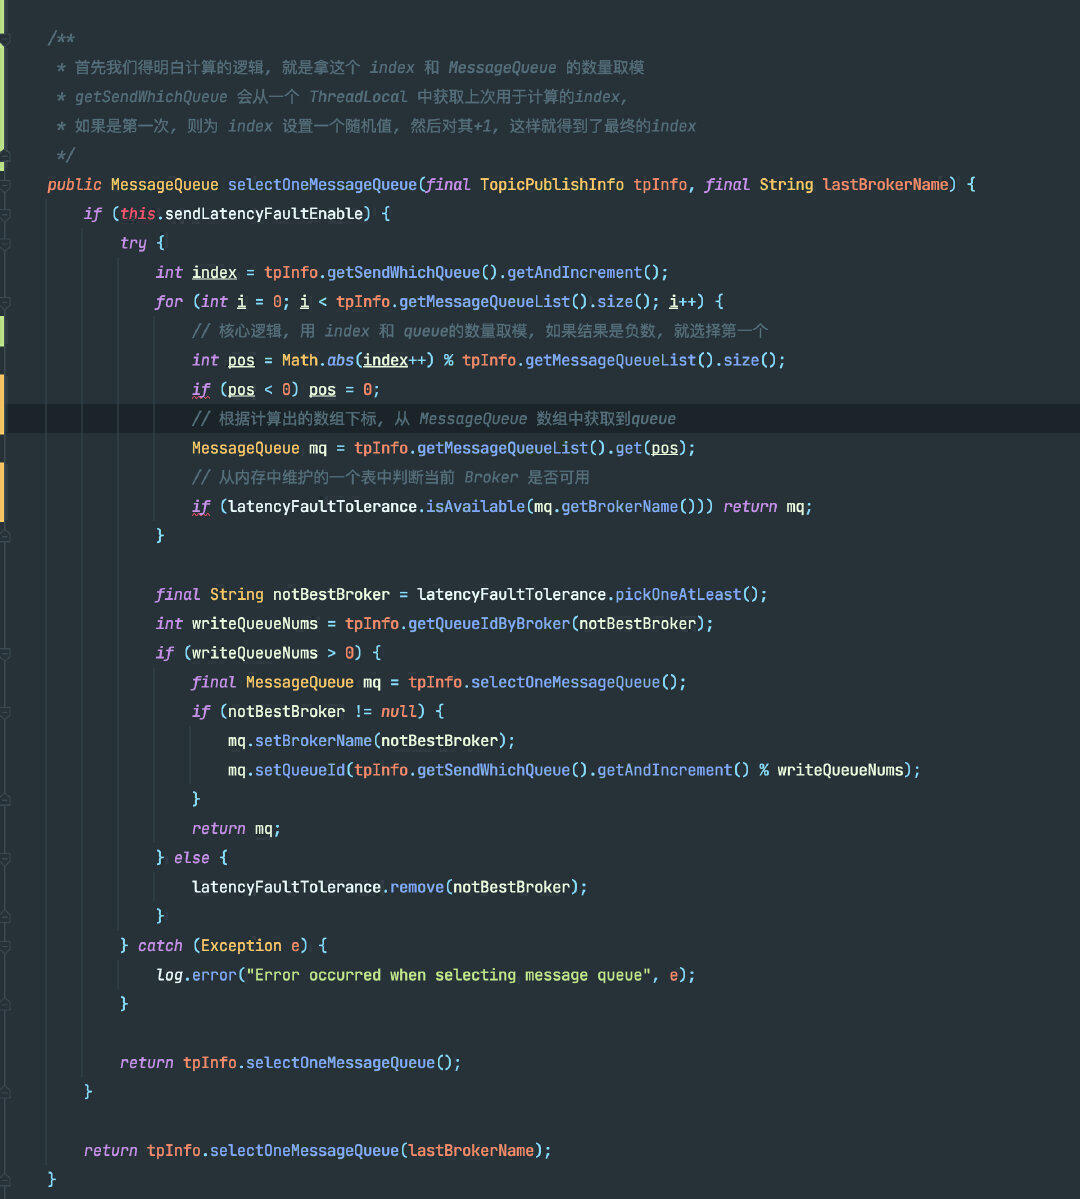 /**
 * 首先我们得明白计算的逻辑, 就是拿这个 index 和 MessageQueue 的数量取模
 * getSendWhichQueue 会从一个 ThreadLocal 中获取上次用于计算的index,
 * 如果是第一次, 则为 index 设置一个随机值, 然后对其+1, 这样就得到了最终的index
 */
public MessageQueue selectOneMessageQueue(final TopicPublishInfo tpInfo, final String lastBrokerName) {
    if (this.sendLatencyFaultEnable) {
        try {
            int index = tpInfo.getSendWhichQueue().getAndIncrement();
            for (int i = 0; i < tpInfo.getMessageQueueList().size(); i++) {
                // 核心逻辑, 用 index 和 queue的数量取模, 如果结果是负数, 就选择第一个
                int pos = Math.abs(index++) % tpInfo.getMessageQueueList().size();
                if (pos < 0) pos = 0;
                // 根据计算出的数组下标, 从 MessageQueue 数组中获取到queue
                MessageQueue mq = tpInfo.getMessageQueueList().get(pos);
                // 从内存中维护的一个表中判断当前 Broker 是否可用
                if (latencyFaultTolerance.isAvailable(mq.getBrokerName())) return mq;
            }

            final String notBestBroker = latencyFaultTolerance.pickOneAtLeast();
            int writeQueueNums = tpInfo.getQueueIdByBroker(notBestBroker);
            if (writeQueueNums > 0) {
                final MessageQueue mq = tpInfo.selectOneMessageQueue();
                if (notBestBroker != null) {
                    mq.setBrokerName(notBestBroker);
                    mq.setQueueId(tpInfo.getSendWhichQueue().getAndIncrement() % writeQueueNums);
                }
                return mq;
            } else {
                latencyFaultTolerance.remove(notBestBroker);
            }
        } catch (Exception e) {
            log.error("Error occurred when selecting message queue", e);
        }

        return tpInfo.selectOneMessageQueue();
    }

    return tpInfo.selectOneMessageQueue(lastBrokerName);
}